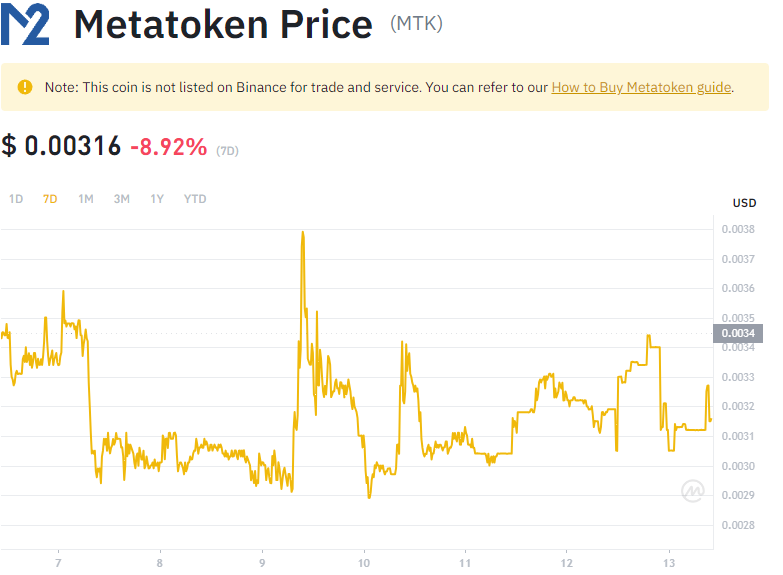 Metatoken Price (MTK)
Note: This coin is not listed on Binance for trade and service. You can refer to our How to Buy Metatoken guide.
$ 0.00316 -8.92% (7D)
1D 7D 1M 3M 1Y YTD
USD
0.0038
0.0037
0.0036
0.0035
0.0034
0.0034
0.0033
0.0032
0.0031
0.0030
0.0029
0.0028
7 8 9 10 11 12 13